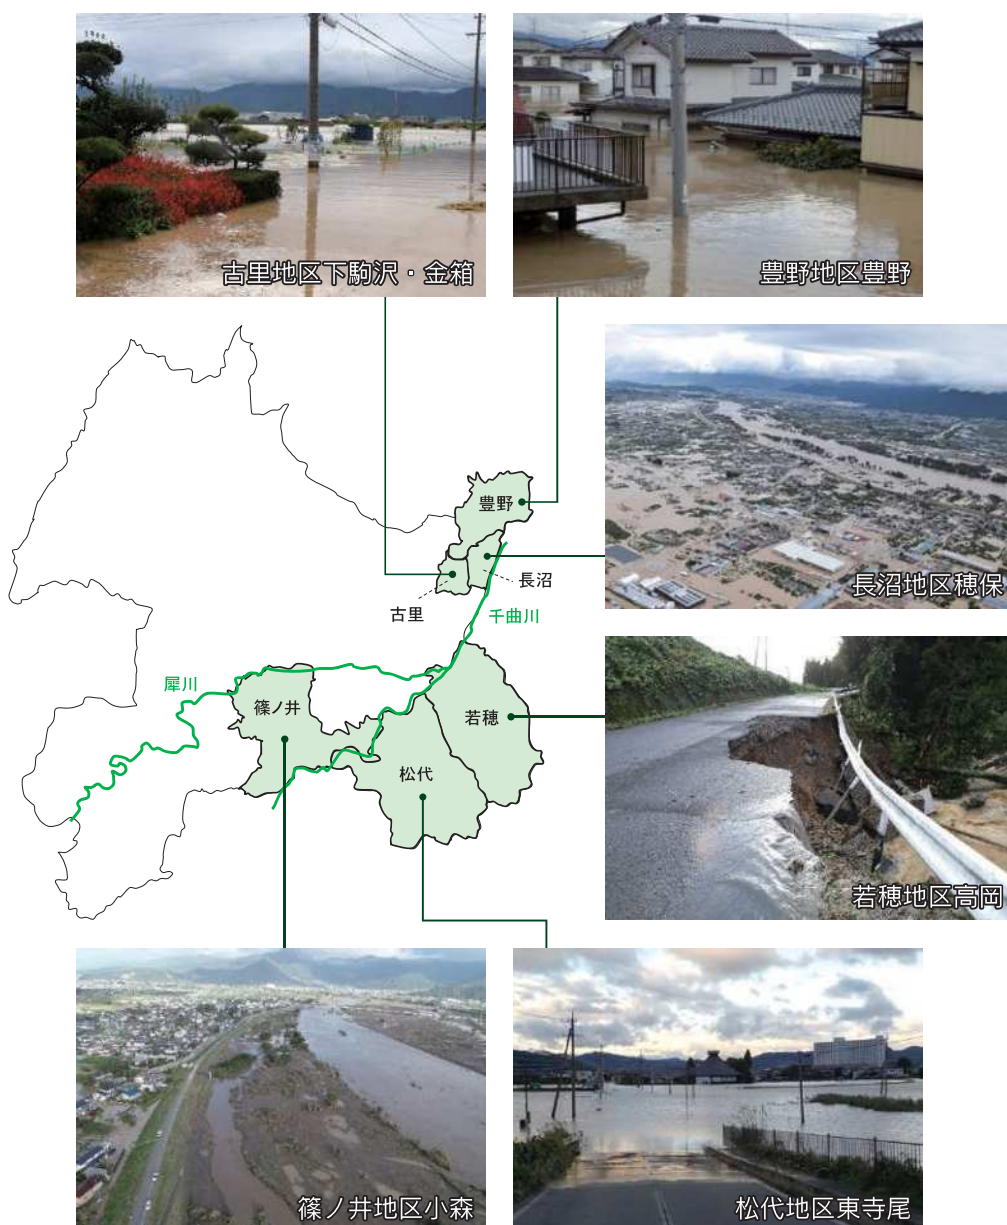 古里地区下駒沢・金箱
豊野地区豊野
長沼地区穂保
豊野
長沼
古里
千曲川
犀川
篠ノ井
若穂
松代
若穂地区高岡
篠ノ井地区小森
松代地区東寺尾